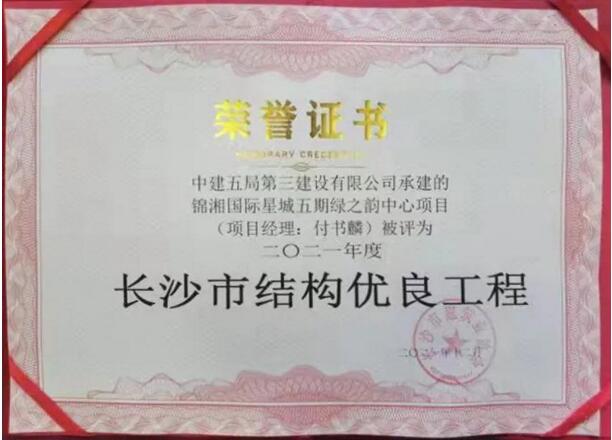 荣誉证书
HONORARY CREDENTIAL
中建五局第三建设有限公司承建的
锦湘国际星城五期绿之韵中心项目
（项目经理：付书麟）被评为
二〇二一年度
长沙市结构优良工程